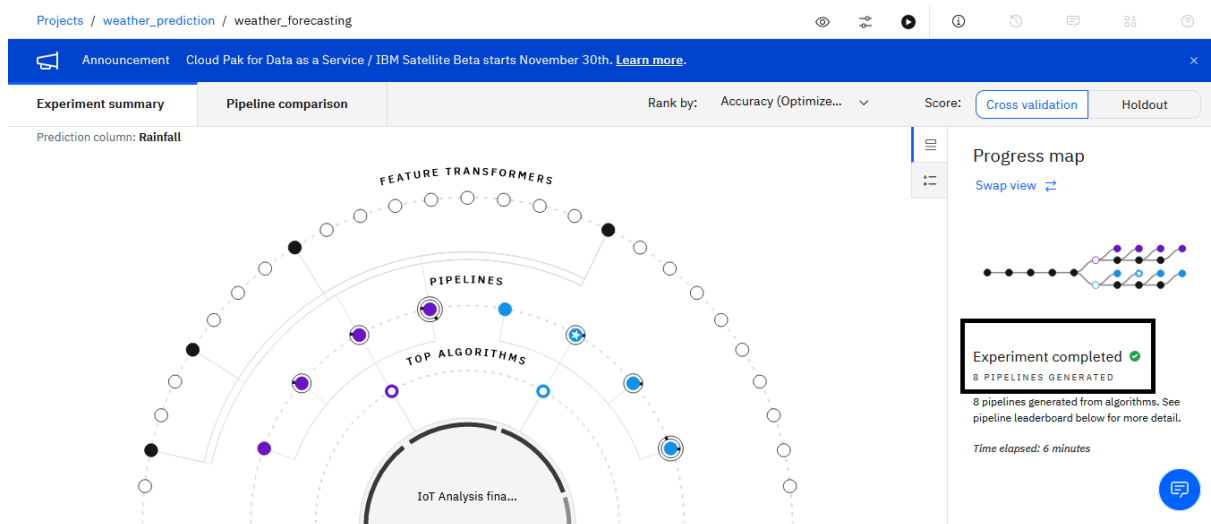 Projects / weather_prediction / weather_forecasting
Announcement Cloud Pak for Data as a Service / IBM Satellite Beta starts November 30th. Learn more.
Experiment summary
Pipeline comparison
Rank by: Accuracy (Optimize...
Score: Cross validation Holdout
Prediction column: Rainfall
FEATURE TRANSFORMERS
PIPELINES
TOP ALGORITHMS
IoT Analysis fina...
Progress map
Swap view
Experiment completed
8 PIPELINES GENERATED
8 pipelines generated from algorithms. See
pipeline leaderboard below for more detail.
Time elapsed: 6 minutes